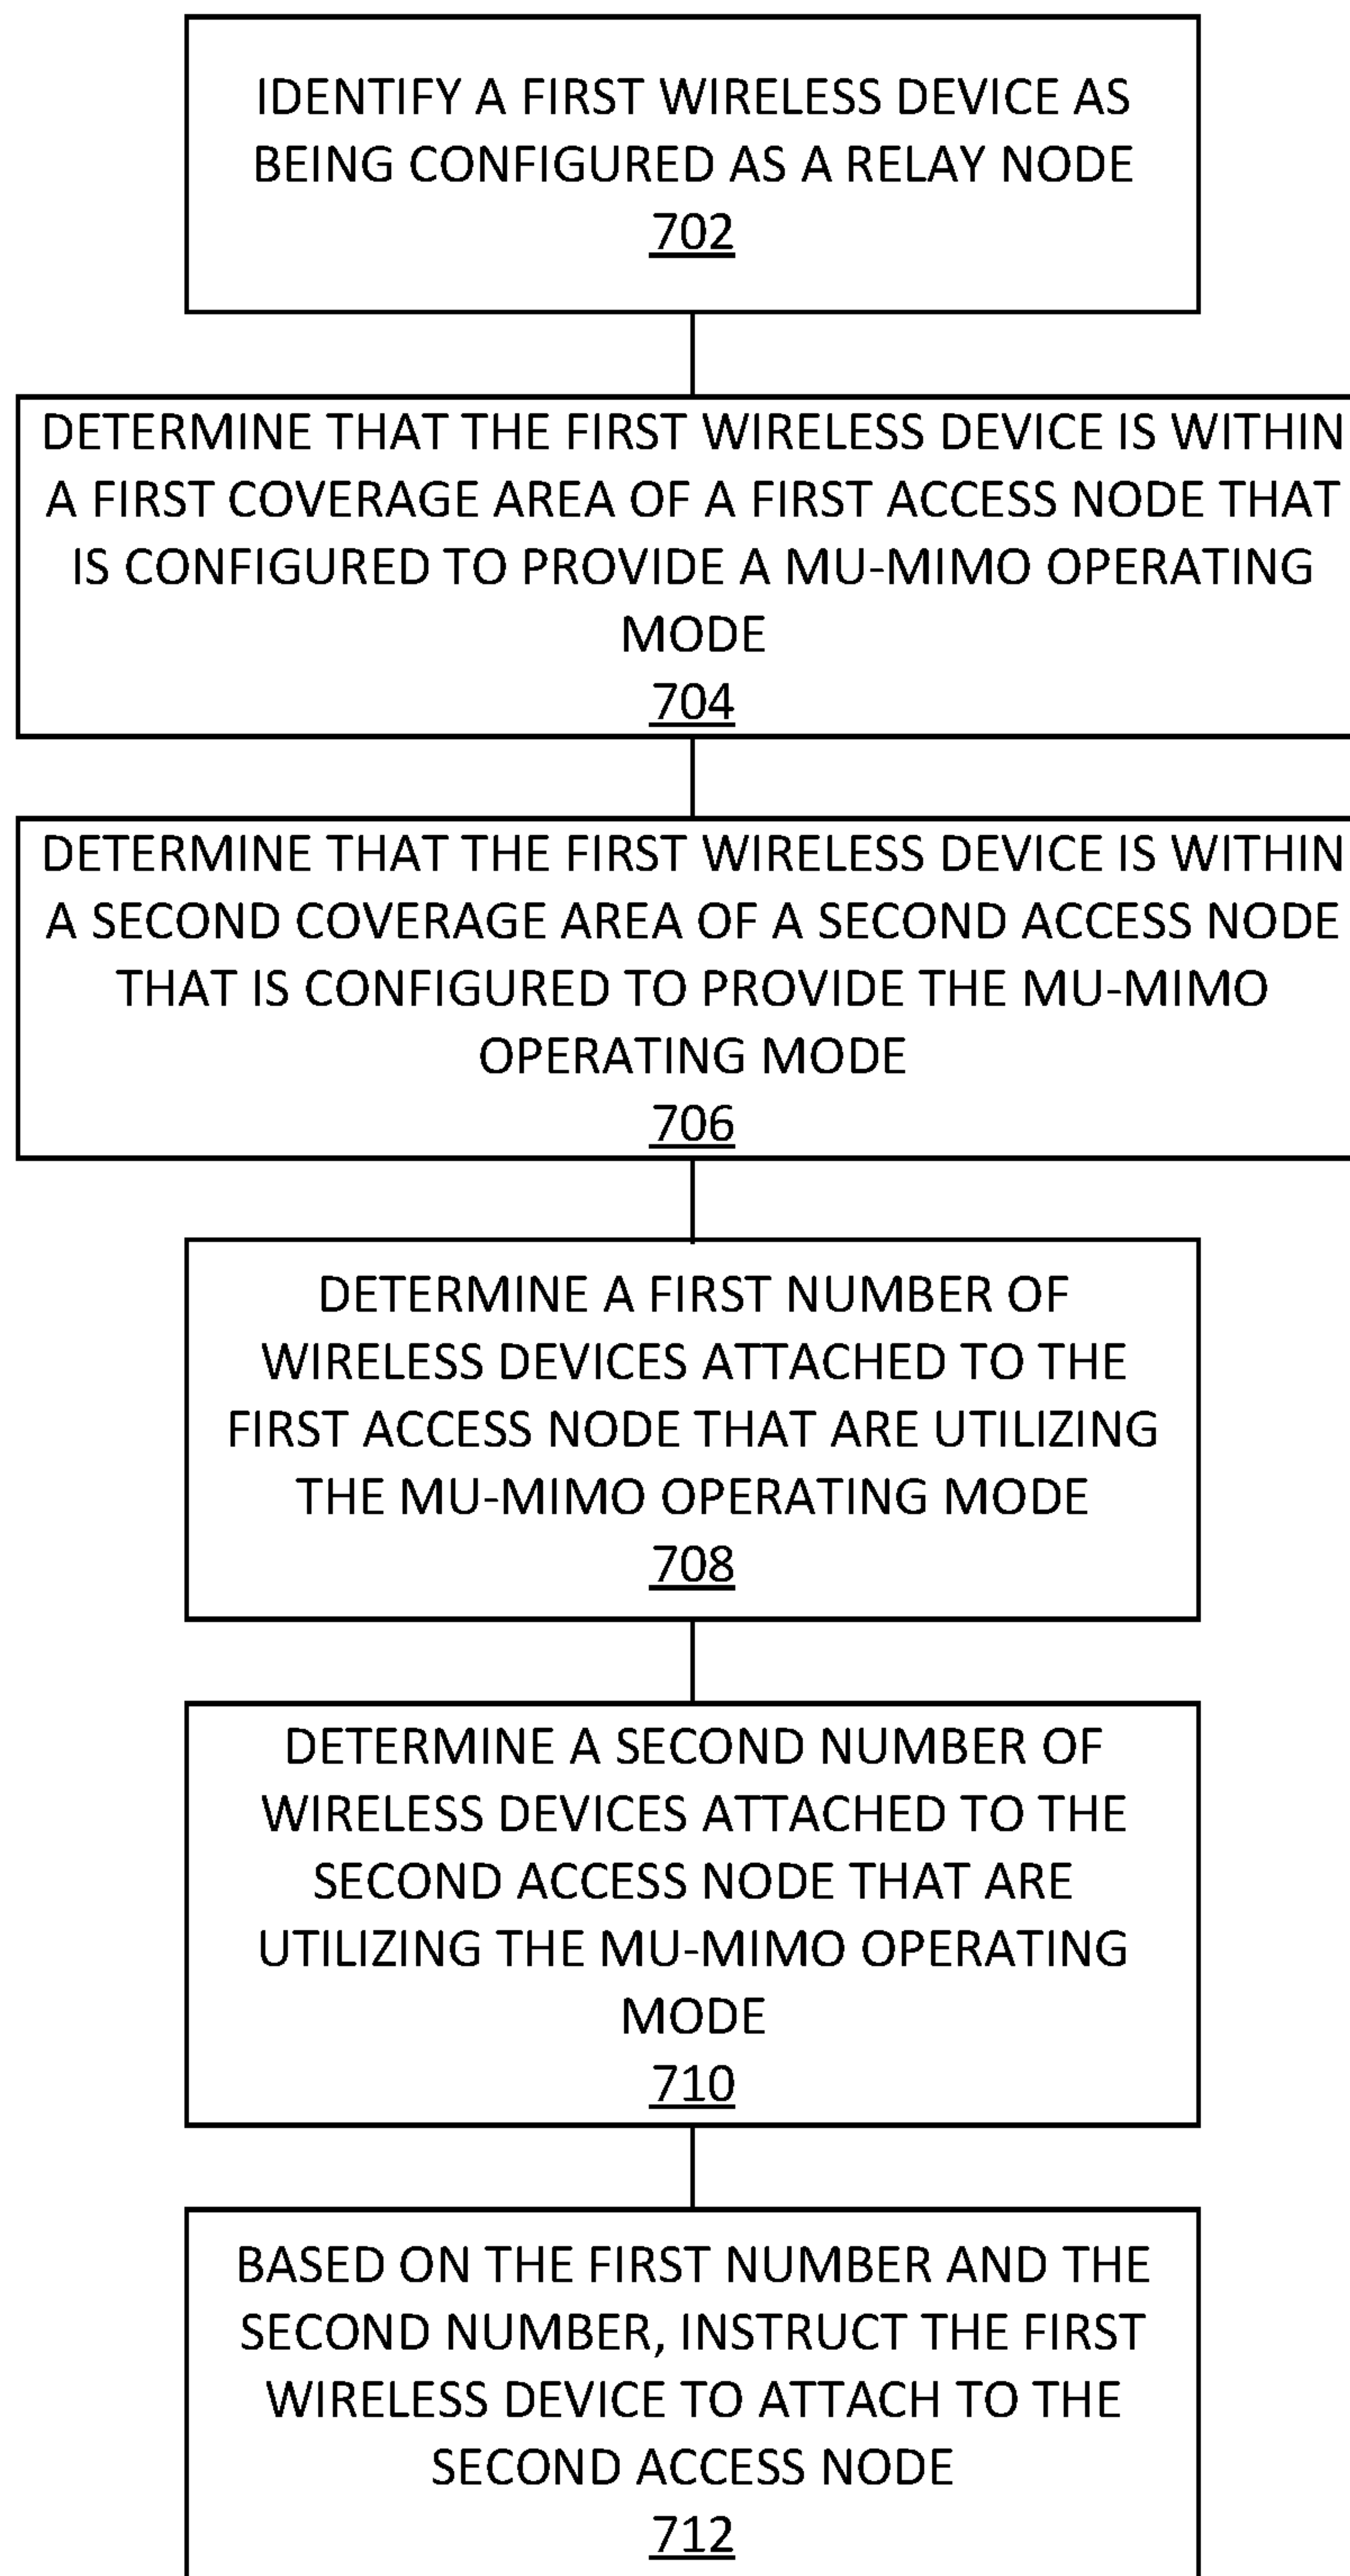 IDENTIFY A FIRST WIRELESS DEVICE AS
BEING CONFIGURED AS A RELAY NODE
702
DETERMINE THAT THE FIRST WIRELESS DEVICE IS WITHIN
A FIRST COVERAGE AREA OF A FIRST ACCESS NODE THAT
IS CONFIGURED TO PROVIDE A MU-MIMO OPERATING
MODE
704
DETERMINE THAT THE FIRST WIRELESS DEVICE IS WITHIN
A SECOND COVERAGE AREA OF A SECOND ACCESS NODE
THAT IS CONFIGURED TO PROVIDE THE MU-MIMO
OPERATING MODE
706
DETERMINE A FIRST NUMBER OF
WIRELESS DEVICES ATTACHED TO THE
FIRST ACCESS NODE THAT ARE UTILIZING
THE MU-MIMO OPERATING MODE
708
DETERMINE A SECOND NUMBER OF
WIRELESS DEVICES ATTACHED TO THE
SECOND ACCESS NODE THAT ARE
UTILIZING THE MU-MIMO OPERATING
MODE
710
BASED ON THE FIRST NUMBER AND THE
SECOND NUMBER, INSTRUCT THE FIRST
WIRELESS DEVICE TO ATTACH TO THE
SECOND ACCESS NODE
712